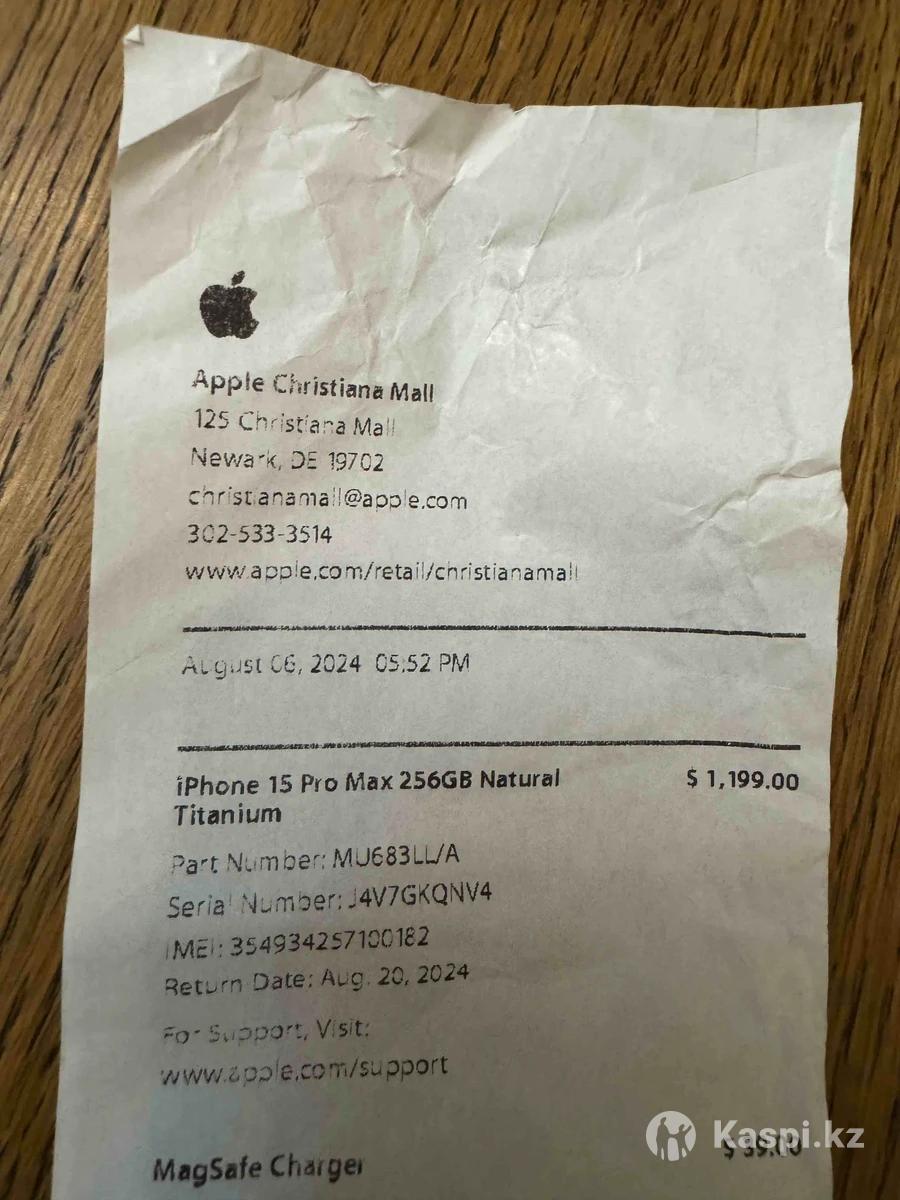 Apple Christiana Mall
125 Christiana Mall
Newark, DE 19702
christianamall@apple.com
302-533-3514
www.apple.com/retail/christianamall
August 06, 2024 05:52 PM
iPhone 15 Pro Max 256GB Natural $ 1,199.00
Titanium
Part Number: MU683LL/A
Serial Number: J4V7GKQNV4
IMEI: 354934257100182
Return Date: Aug. 20, 2024
For Support, Visit:
www.apple.com/support
MagSafe Charger $ 39.00
Kaspi.kz